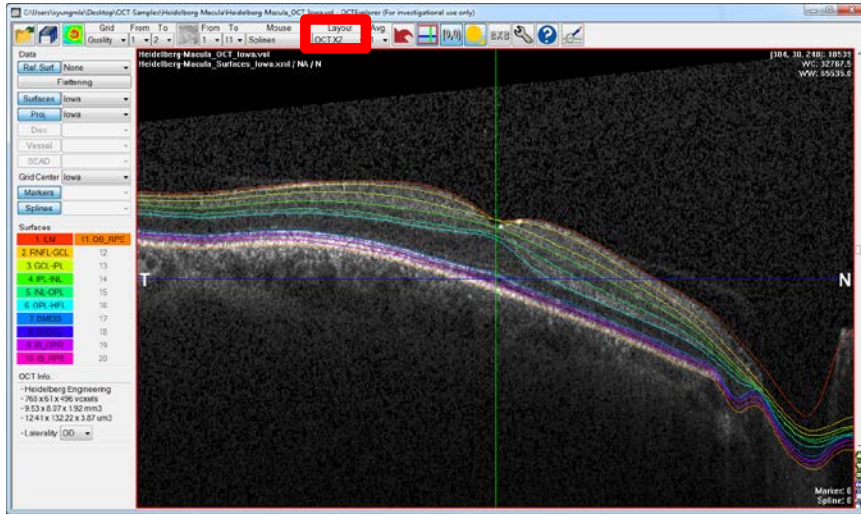 C:\Users\kyungmle\Desktop\OCT-Samples\Heidelberg-Macula\Heidelberg-Macula_OCT_Iowa.vol - OCTExplorer (For investigational use only)
Grid From To From To Mouse Layout Avg.
Quality 1 2 1 11 Splines OCT-XZ 1
Data
Ref. Surf. None
Flattening
Surfaces Iowa
Proj. Iowa
Disc
Vessel
BCAD
Grid Center Iowa
Markers
Splines
Surfaces
1. ILM 11. OB_RPE
2. RNFL-GCL 12
3. GCL-IPL 13
4. IPL-INL 14
5. INL-OPL 15
6. OPL-HFL 16
7. BMEIS 17
18
19
10. IB_RPE 20
OCT Info.
- Heidelberg Engineering
- 768 x 61 x 496 voxels
- 9.53 x 8.07 x 1.92 mm3
- 12.41 x 132.22 x 3.87 um3
- Laterality OD
Heidelberg-Macula_OCT_Iowa.vol
Heidelberg-Macula_Surfaces_Iowa.xml / NA / N
[384, 30, 248]: 18539
WC: 32767.5
WW: 65535.0
T
N
Marker: 0
Spline: 0